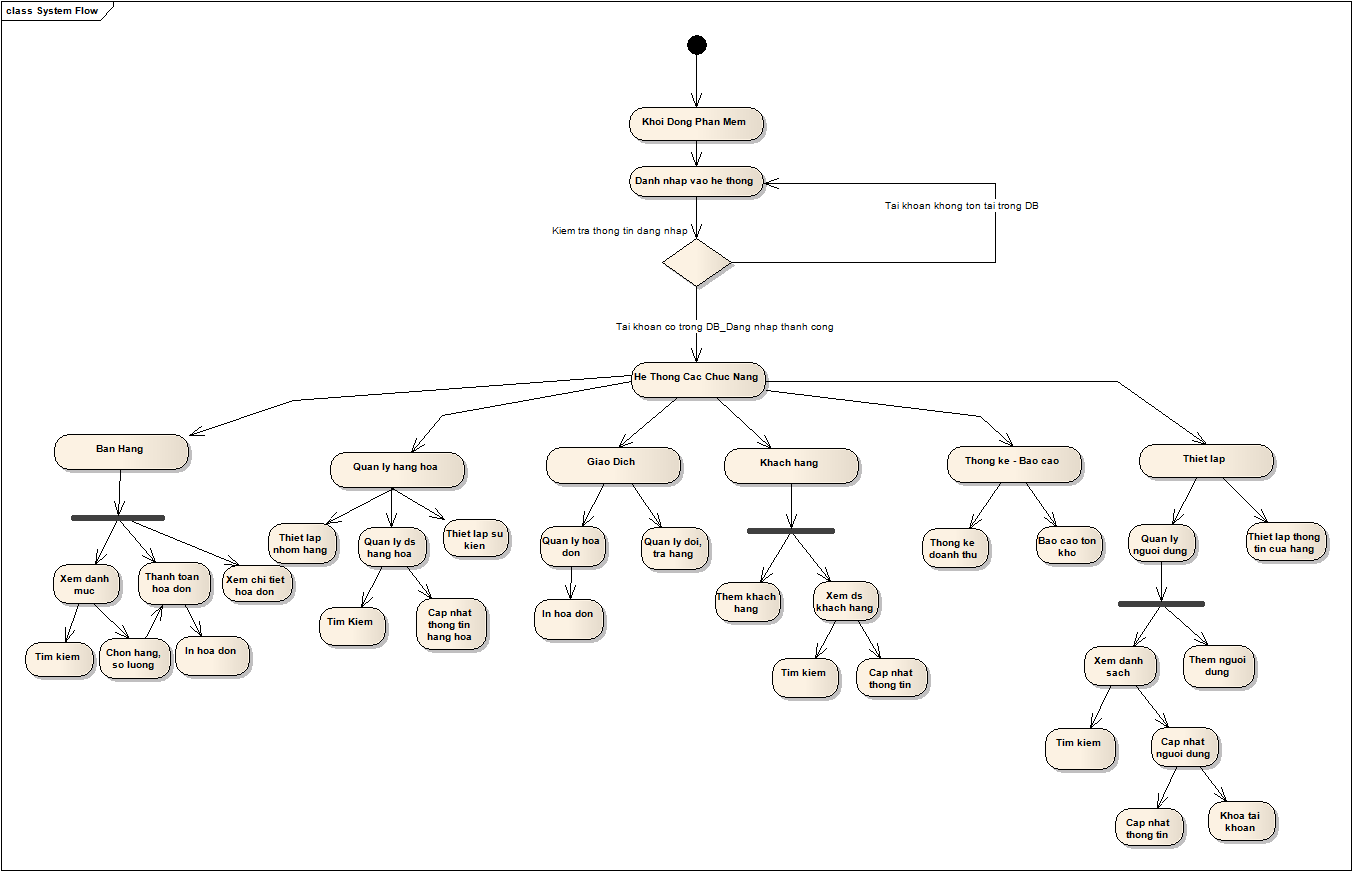 class System Flow
Khoi Dong Phan Mem
Danh nhap vao he thong
Tai khoan khong ton tai trong DB
Kiem tra thong tin dang nhap
Tai khoan co trong DB_Dang nhap thanh cong
He Thong Cac Chuc Nang
Ban Hang
Quan ly hang hoa
Giao Dich
Khach hang
Thong ke - Bao cao
Thiet lap
Xem danh
muc
Thanh toan
hoa don
Xem chi tiet
hoa don
Tim kiem
Chon hang,
so luong
In hoa don
Thiet lap
nhom hang
Quan ly ds
hang hoa
Thiet lap su
kien
Tim Kiem
Cap nhat
thong tin
hang hoa
Quan ly hoa
don
Quan ly doi,
tra hang
In hoa don
Them khach
hang
Xem ds
khach hang
Tim kiem
Cap nhat
thong tin
Thong ke
doanh thu
Bao cao ton
kho
Quan ly
nguoi dung
Thiet lap thong
tin cua hang
Xem danh
sach
Them nguoi
dung
Tim kiem
Cap nhat
nguoi dung
Cap nhat
thong tin
Khoa tai
khoan